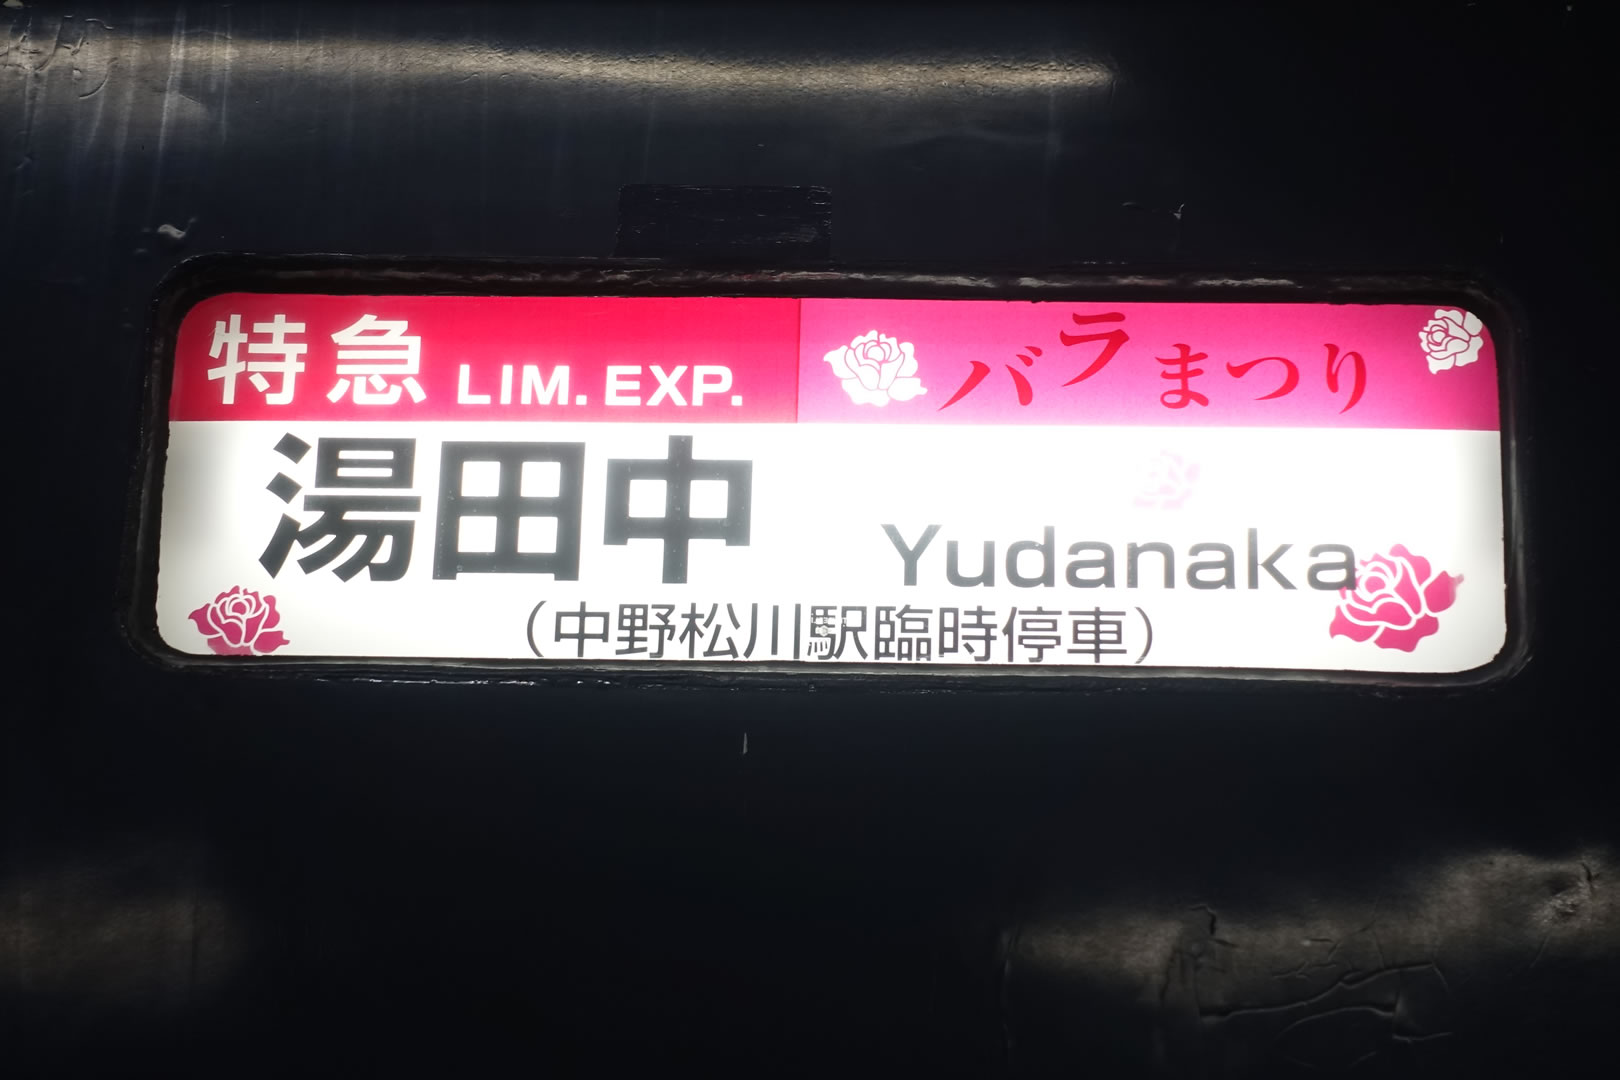 特急 LIM. EXP. バラまつり
湯田中 Yudanaka
(中野松川駅臨時停車)